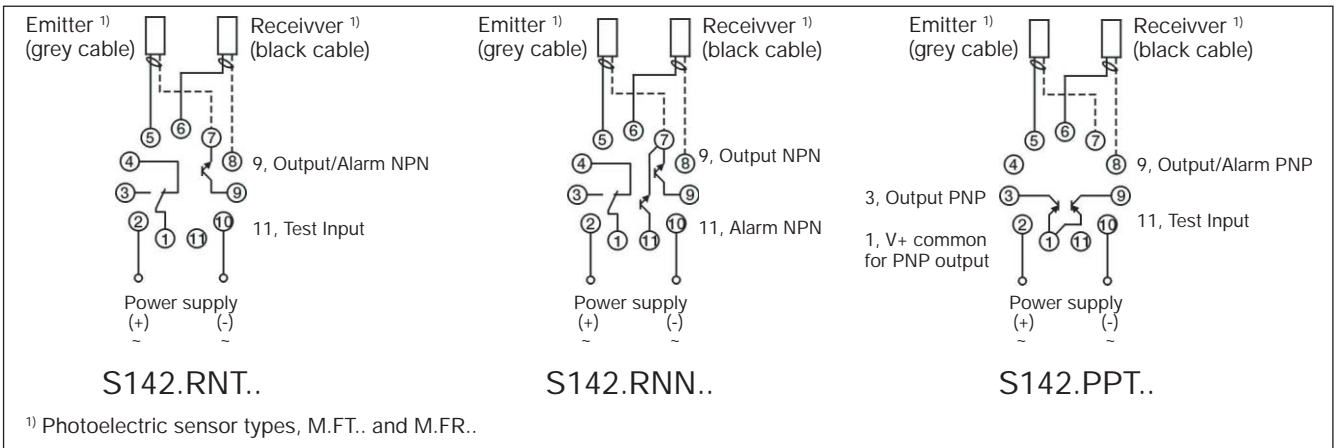 Emitter 1)
(grey cable)
Receivver 1)
(black cable)
5
6
7
4
8
9, Output/Alarm NPN
3
9
2
1
11
10
11, Test Input
Power supply
(+)
(-)
~
~
S142.RNT..
Emitter 1)
(grey cable)
Receivver 1)
(black cable)
5
6
7
4
8
9, Output NPN
3
9
2
1
11
10
11, Alarm NPN
Power supply
(+)
(-)
~
~
S142.RNN..
Emitter 1)
(grey cable)
Receivver 1)
(black cable)
5
6
7
4
8
9, Output/Alarm PNP
3, Output PNP
3
9
2
1
11
10
11, Test Input
1, V+ common
for PNP output
Power supply
(+)
(-)
~
~
S142.PPT..
1) Photoelectric sensor types, M.FT.. and M.FR..